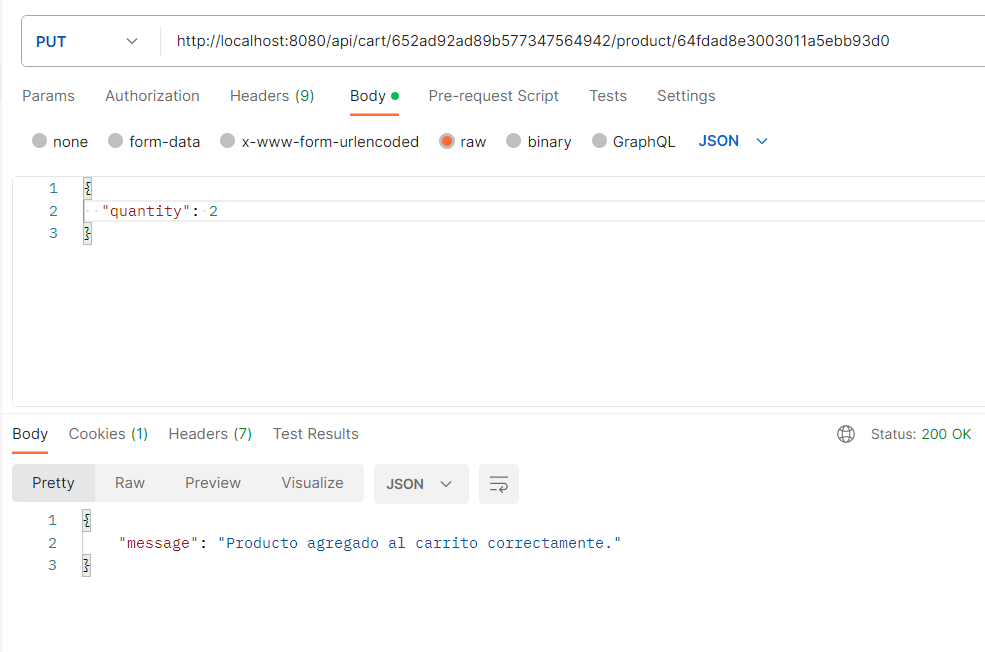 PUT http://localhost:8080/api/cart/652ad92ad89b577347564942/product/64fdad8e3003011a5ebb93d0
Params Authorization Headers (9) Body Pre-request Script Tests Settings
none form-data x-www-form-urlencoded raw binary GraphQL JSON
1 {
2 "quantity": 2
3 }
Body Cookies (1) Headers (7) Test Results Status: 200 OK
Pretty Raw Preview Visualize JSON
1 {
2 "message": "Producto agregado al carrito correctamente."
3 }